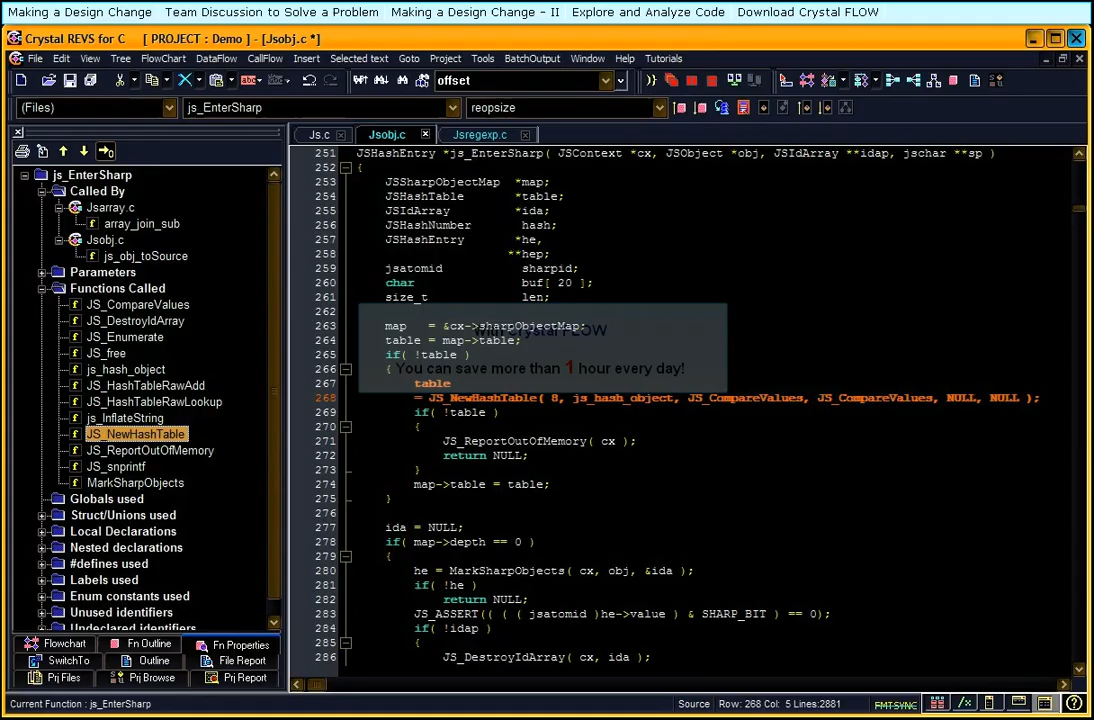 Making a Design Change   Team Discussion to Solve a Problem   Making a Design Change - II   Explore and Analyze Code   Download Crystal FLOW
Crystal REVS for C   [ PROJECT : Demo ] - [Jsobj.c *]
File Edit View Tree FlowChart DataFlow CallFlow Insert Selected text Goto Project Tools BatchOutput Window Help Tutorials
offset
(Files)   js_EnterSharp   reopsize
Js.c   Jsobj.c   Jsregexp.c
js_EnterSharp
Called By
Jsarray.c
array_join_sub
Jsobj.c
js_obj_toSource
Parameters
Functions Called
JS_CompareValues
JS_DestroyIdArray
JS_Enumerate
JS_free
js_hash_object
JS_HashTableRawAdd
JS_HashTableRawLookup
js_InflateString
JS_NewHashTable
JS_ReportOutOfMemory
JS_snprintf
MarkSharpObjects
Globals used
Struct/Unions used
Local Declarations
Nested declarations
#defines used
Labels used
Enum constants used
Unused identifiers
Undeclared identifiers
Flowchart   Fn Outline   Fn Properties
SwitchTo   Outline   File Report
Prj Files   Prj Browse   Prj Report
251 JSHashEntry *js_EnterSharp( JSContext *cx, JSObject *obj, JSIdArray **idap, jschar **sp )
252 {
253 JSSharpObjectMap *map;
254 JSHashTable *table;
255 JSIdArray *ida;
256 JSHashNumber hash;
257 JSHashEntry *he,
258 **hep;
259 jsatomid sharpid;
260 char buf[ 20 ];
261 size_t len;
262
263 map = &cx->sharpObjectMap;
264 table = map->table;
265 if( !table )
266 {
267 table
268 = JS_NewHashTable( 8, js_hash_object, JS_CompareValues, JS_CompareValues, NULL, NULL );
269 if( !table )
270 {
271 JS_ReportOutOfMemory( cx );
272 return NULL;
273 }
274 map->table = table;
275 }
276
277 ida = NULL;
278 if( map->depth == 0 )
279 {
280 he = MarkSharpObjects( cx, obj, &ida );
281 if( !he )
282 return NULL;
283 JS_ASSERT(( ( ( jsatomid )he->value ) & SHARP_BIT ) == 0);
284 if( !idap )
285 {
286 JS_DestroyIdArray( cx, ida );
With Crystal FLOW
You can save more than 1 hour every day!
Current Function : js_EnterSharp   Source   Row: 268 Col: 5 Lines:2881   FMT SYNC